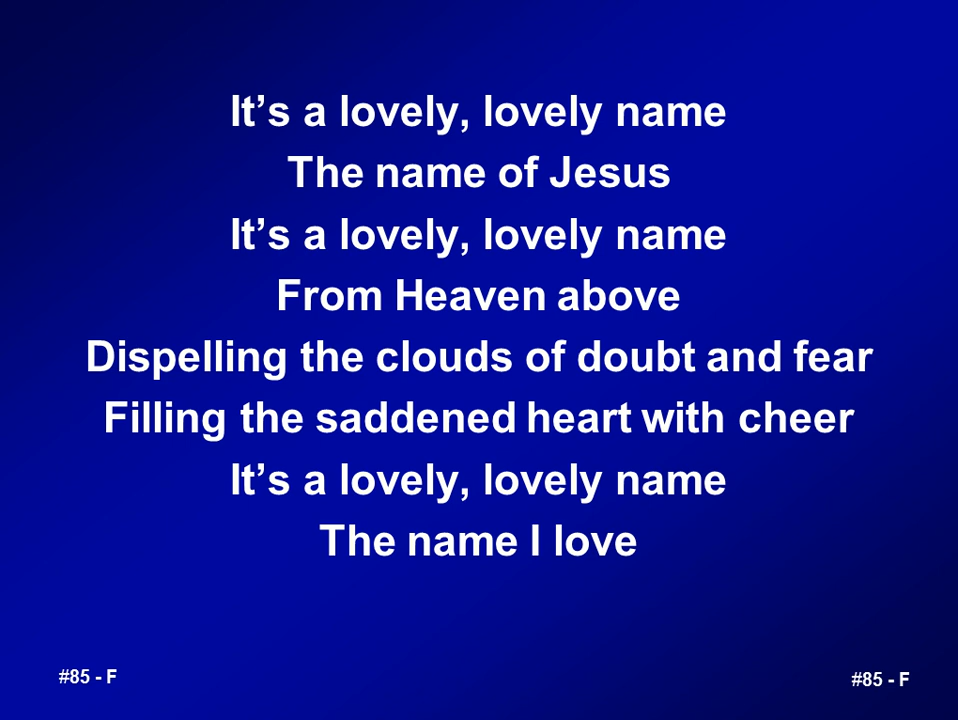 It’s a lovely, lovely name
The name of Jesus
It’s a lovely, lovely name
From Heaven above
Dispelling the clouds of doubt and fear
Filling the saddened heart with cheer
It’s a lovely, lovely name
The name I love
#85 - F
#85 - F